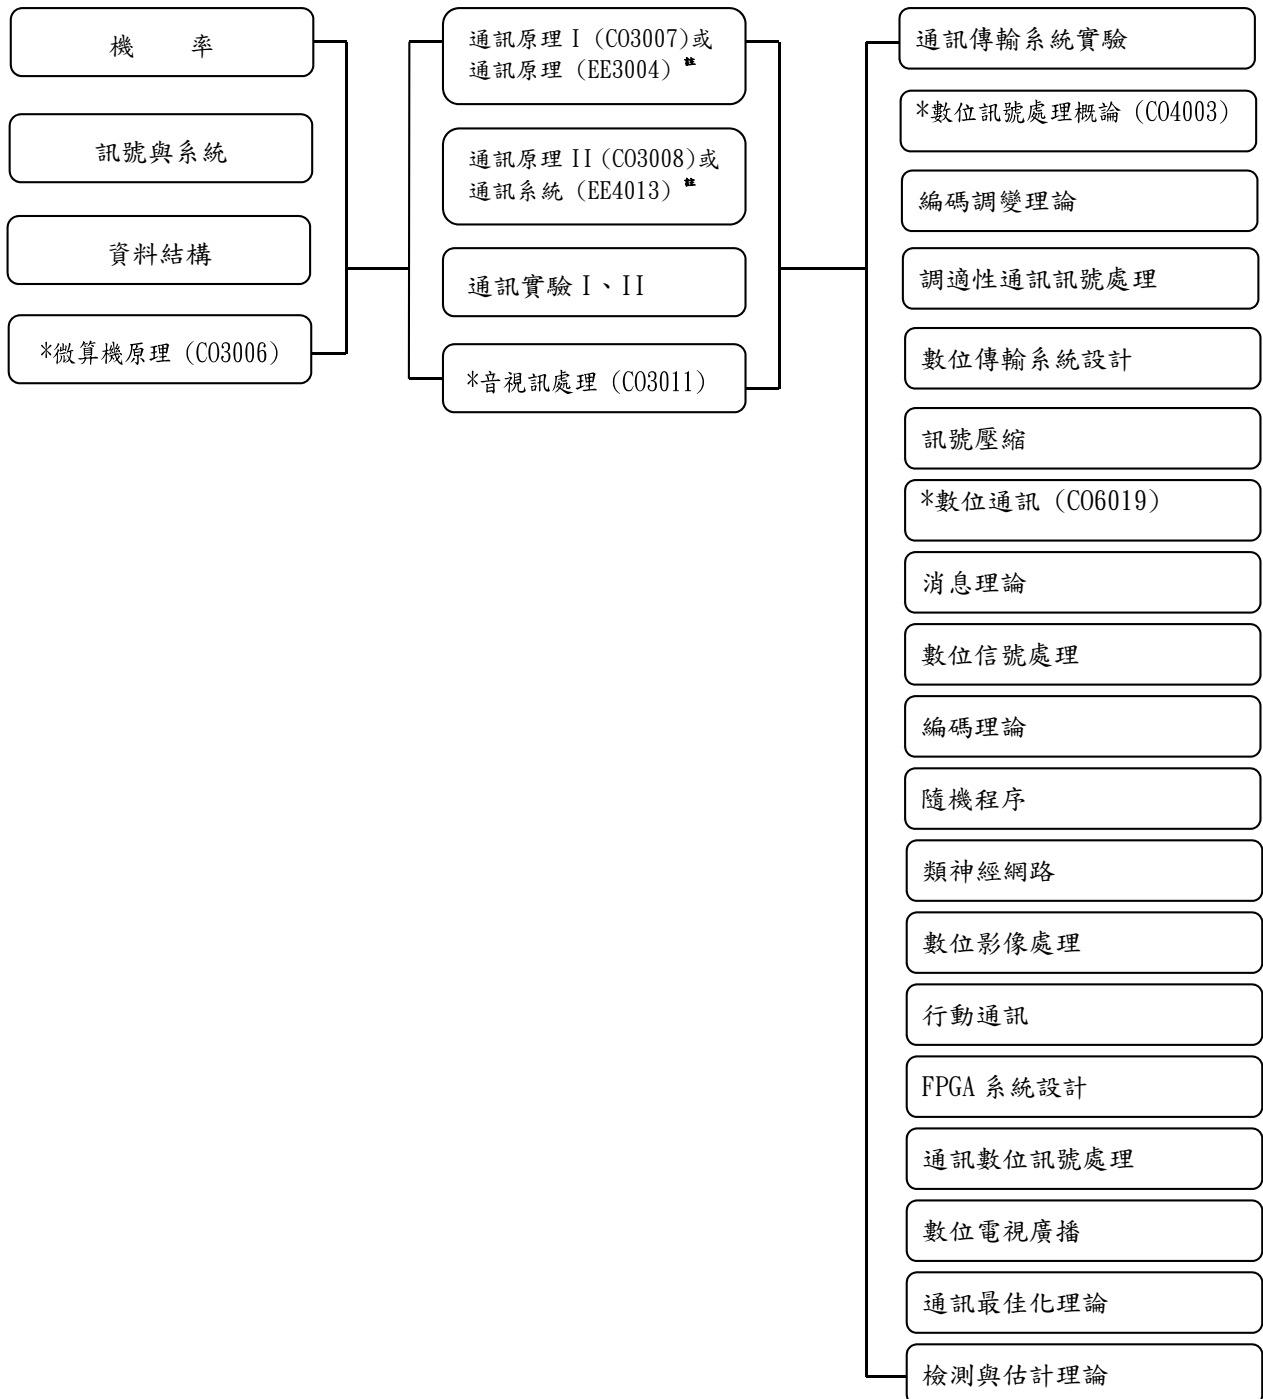 機 率
訊號與系統
資料結構
*微算機原理 (CO3006)
通訊原理 I (CO3007)或
通訊原理 (EE3004) 註
通訊原理 II (CO3008)或
通訊系統 (EE4013) 註
通訊實驗 I、II
*音視訊處理 (CO3011)
通訊傳輸系統實驗
*數位訊號處理概論 (CO4003)
編碼調變理論
調適性通訊訊號處理
數位傳輸系統設計
訊號壓縮
*數位通訊 (CO6019)
消息理論
數位信號處理
編碼理論
隨機程序
類神經網路
數位影像處理
行動通訊
FPGA 系統設計
通訊數位訊號處理
數位電視廣播
通訊最佳化理論
檢測與估計理論